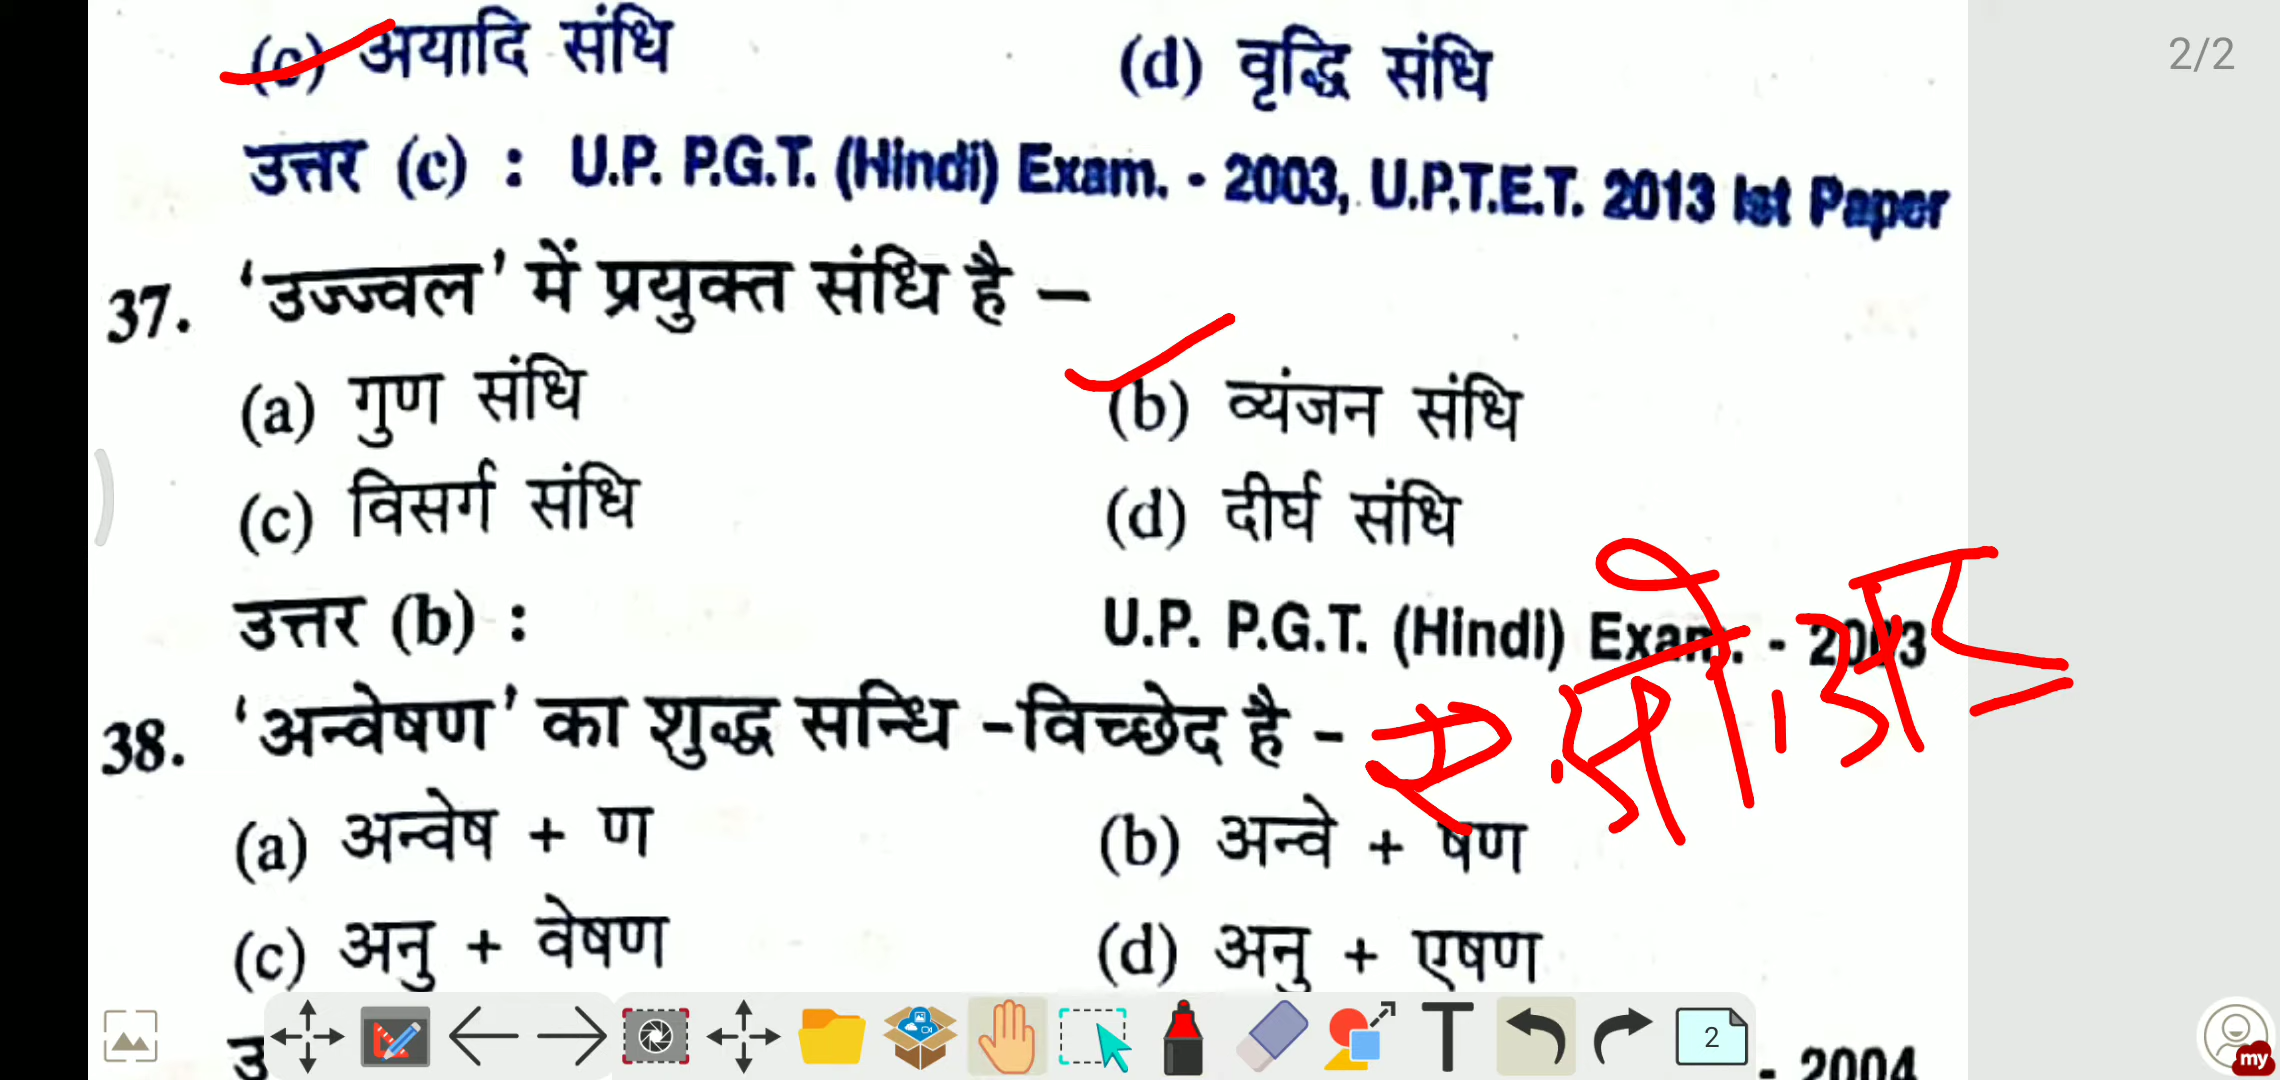 (c) अयादि संधि (d) वृद्धि संधि 2/2
उत्तर (c) : U.P. P.G.T. (Hindi) Exam. - 2003, U.P.T.E.T. 2013 Ist Paper
37. 'उज्ज्वल' में प्रयुक्त संधि है –
(a) गुण संधि (b) व्यंजन संधि
(c) विसर्ग संधि (d) दीर्घ संधि
उत्तर (b) : U.P. P.G.T. (Hindi) Exam. - 2003
38. 'अन्वेषण' का शुद्ध सन्धि -विच्छेद है -
(a) अन्वेष + ण (b) अन्वे + षण
(c) अनु + वेषण (d) अनु + एषण
T 2 my
- 2004